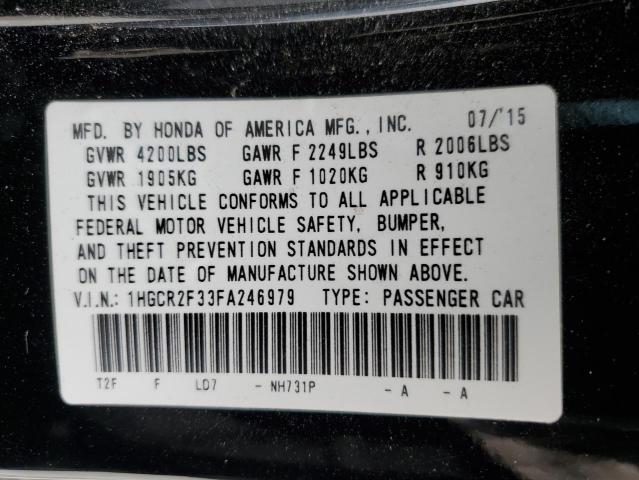 MFD. BY HONDA OF AMERICA MFG., INC. 07/'15
GVWR 4200LBS GAWR F 2249LBS R 2006LBS
GVWR 1905KG GAWR F 1020KG R 910KG
THIS VEHICLE CONFORMS TO ALL APPLICABLE
FEDERAL MOTOR VEHICLE SAFETY, BUMPER,
AND THEFT PREVENTION STANDARDS IN EFFECT
ON THE DATE OF MANUFACTURE SHOWN ABOVE.
V.I.N.: 1HGCR2F33FA246979 TYPE: PASSENGER CAR
T2F F LD7 - NH731P - A - A